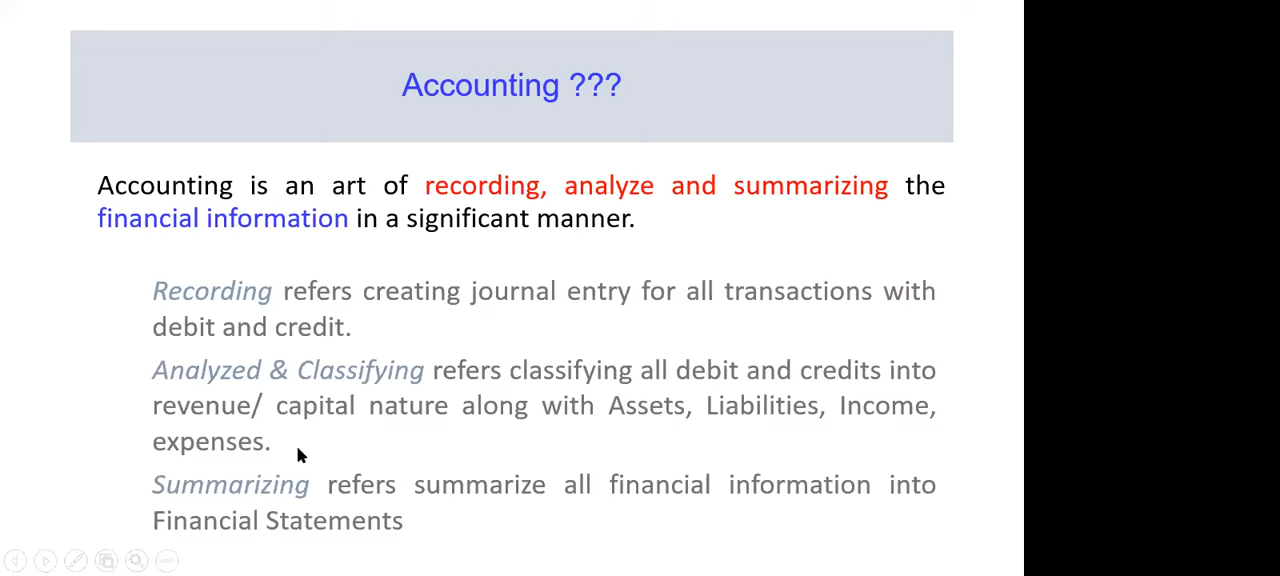 Accounting ???
Accounting is an art of recording, analyze and summarizing the
financial information in a significant manner.
Recording refers creating journal entry for all transactions with
debit and credit.
Analyzed & Classifying refers classifying all debit and credits into
revenue/ capital nature along with Assets, Liabilities, Income,
expenses.
Summarizing refers summarize all financial information into
Financial Statements